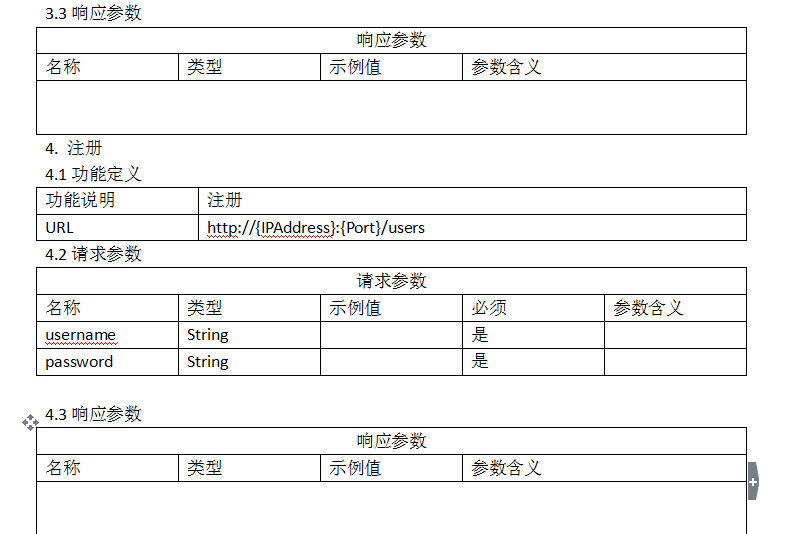 3.3 响应参数
响应参数
名称 类型 示例值 参数含义
4. 注册
4.1 功能定义
功能说明 注册
URL http://{IPAddress}:{Port}/users
4.2 请求参数
请求参数
名称 类型 示例值 必须 参数含义
username String 是
password String 是
4.3 响应参数
响应参数
名称 类型 示例值 参数含义